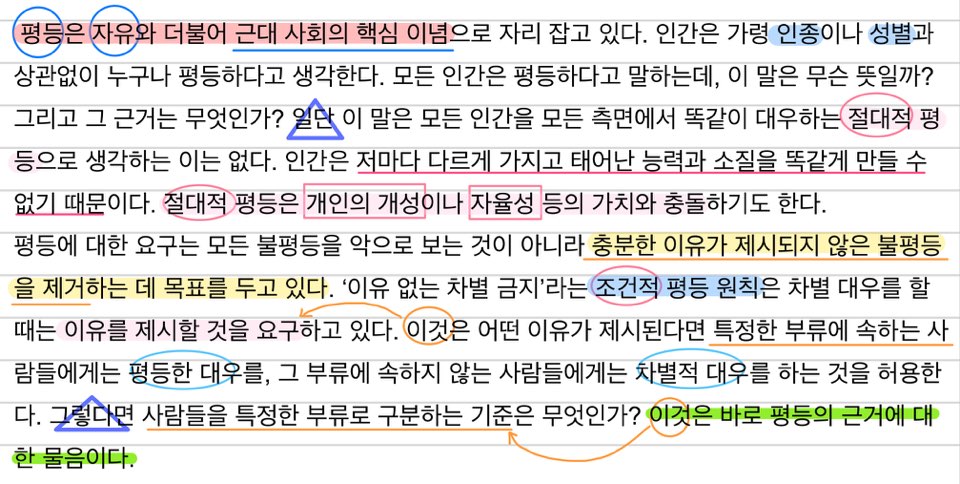 평등은 자유와 더불어 근대 사회의 핵심 이념으로 자리 잡고 있다. 인간은 가령 인종이나 성별과
상관없이 누구나 평등하다고 생각한다. 모든 인간은 평등하다고 말하는데, 이 말은 무슨 뜻일까?
그리고 그 근거는 무엇인가? 일단 이 말은 모든 인간을 모든 측면에서 똑같이 대우하는 절대적 평
등으로 생각하는 이는 없다. 인간은 저마다 다르게 가지고 태어난 능력과 소질을 똑같게 만들 수
없기 때문이다. 절대적 평등은 개인의 개성이나 자율성 등의 가치와 충돌하기도 한다.
평등에 대한 요구는 모든 불평등을 악으로 보는 것이 아니라 충분한 이유가 제시되지 않은 불평등
을 제거하는 데 목표를 두고 있다. ‘이유 없는 차별 금지’라는 조건적 평등 원칙은 차별 대우를 할
때는 이유를 제시할 것을 요구하고 있다. 이것은 어떤 이유가 제시된다면 특정한 부류에 속하는 사
람들에게는 평등한 대우를, 그 부류에 속하지 않는 사람들에게는 차별적 대우를 하는 것을 허용한
다. 그렇다면 사람들을 특정한 부류로 구분하는 기준은 무엇인가? 이것은 바로 평등의 근거에 대
한 물음이다.